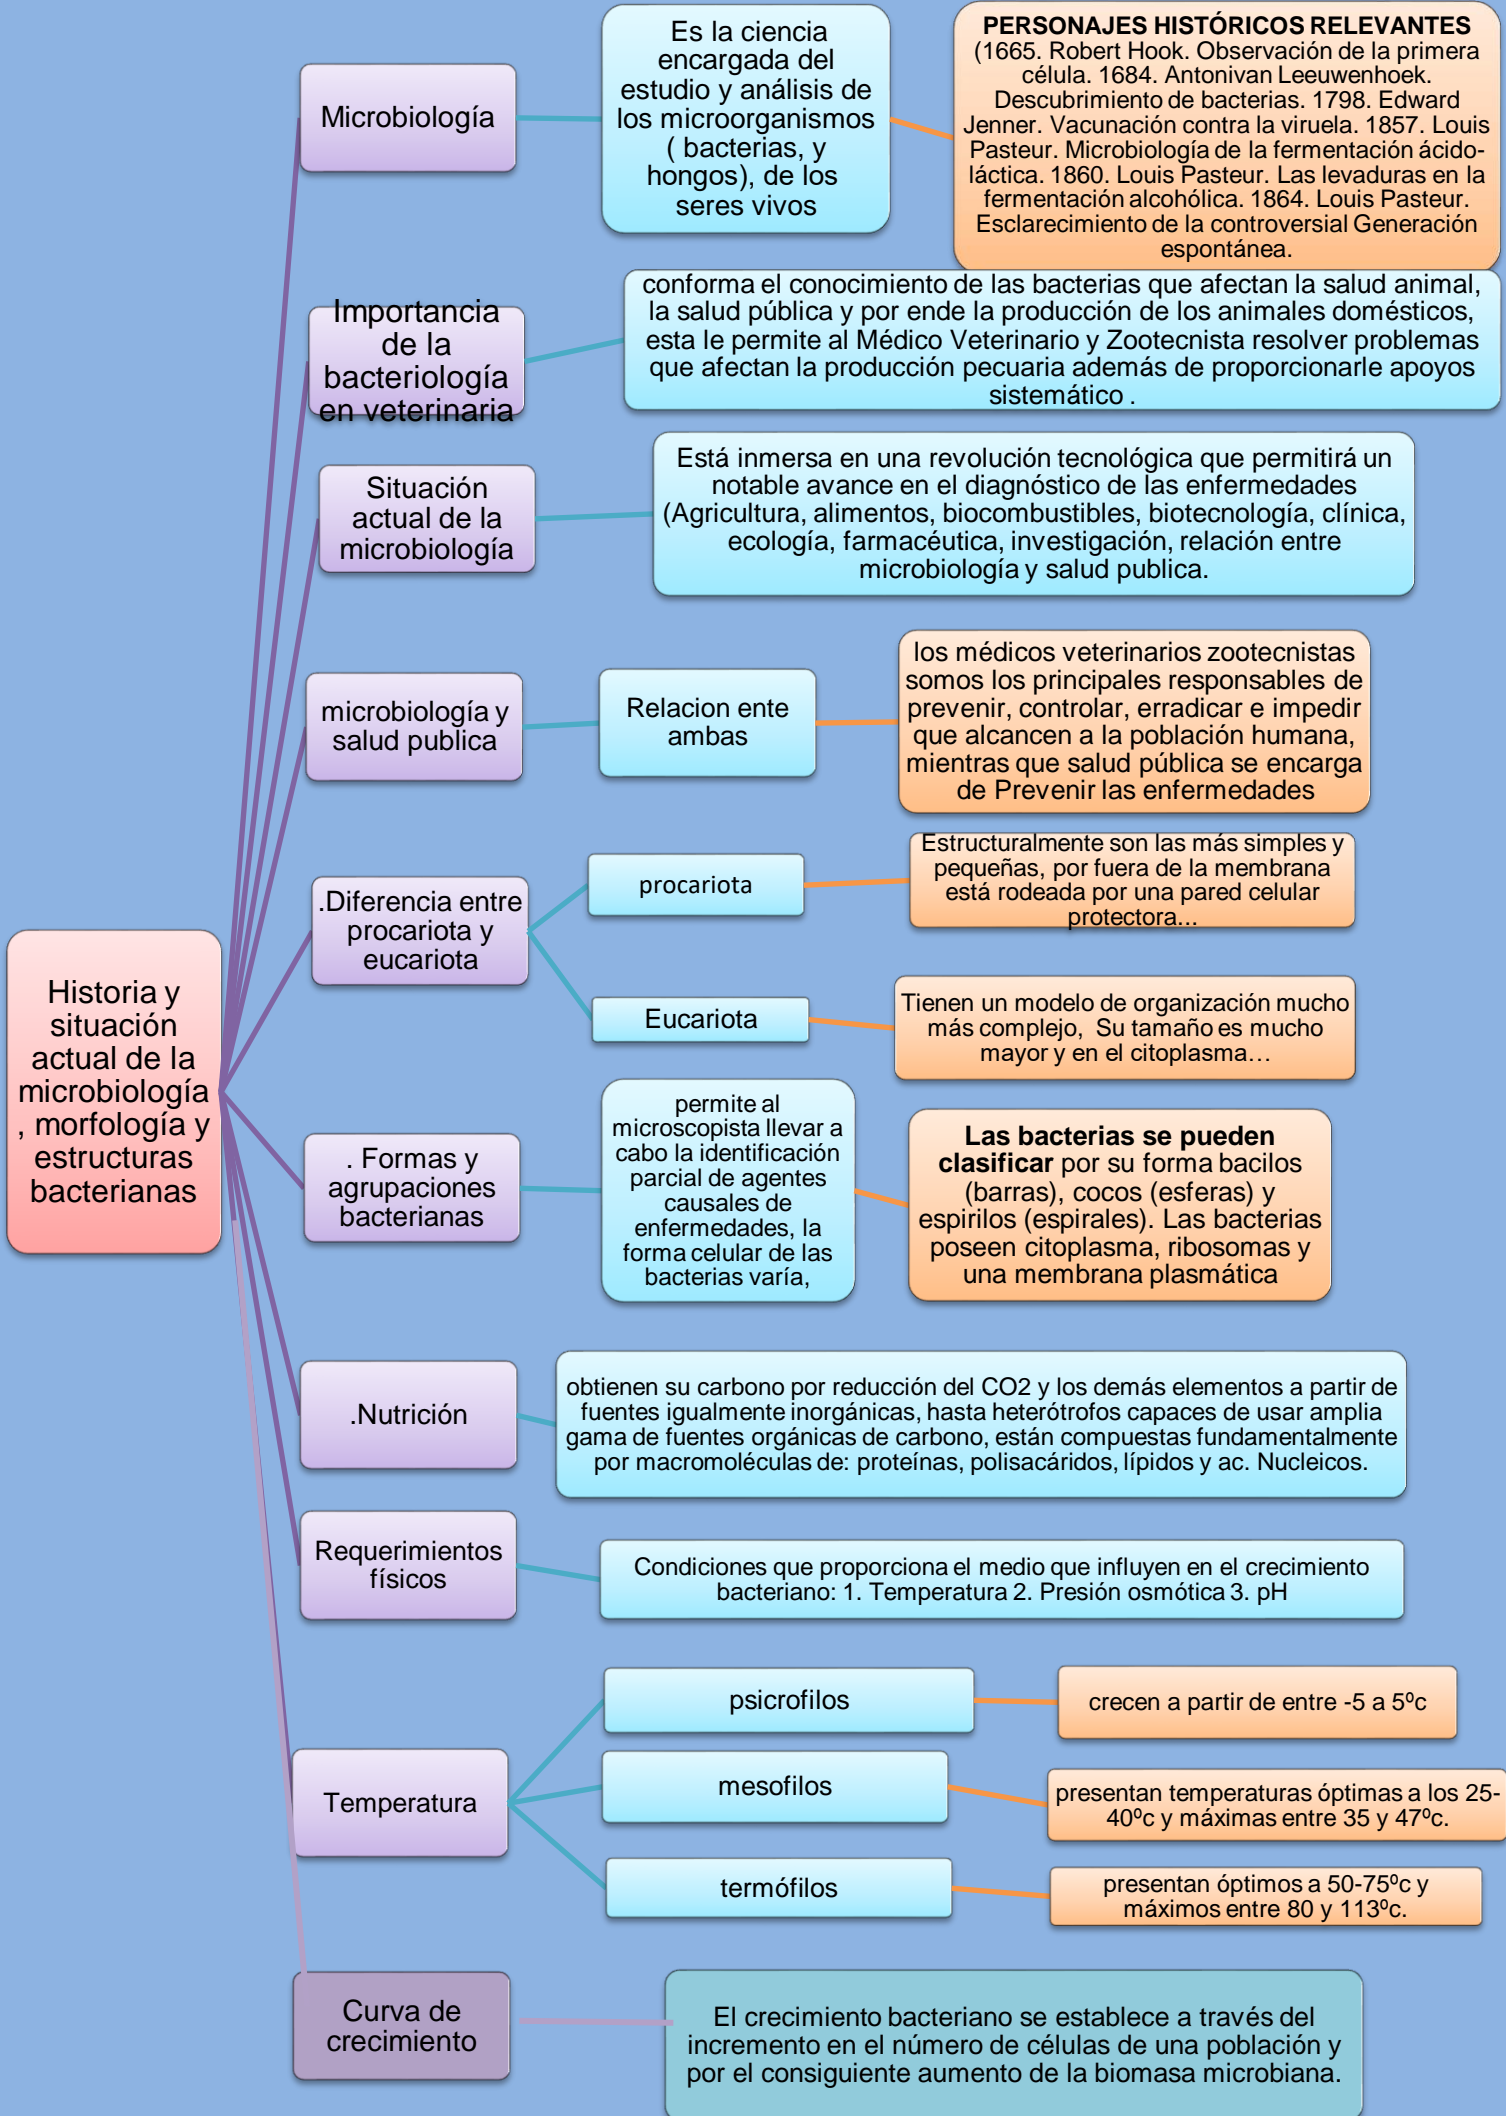 Historia y
situación
actual de la
microbiología
, morfología y
estructuras
bacterianas
Microbiología
Es la ciencia
encargada del
estudio y análisis de
los microorganismos
( bacterias, y
hongos), de los
seres vivos
PERSONAJES HISTÓRICOS RELEVANTES
(1665. Robert Hook. Observación de la primera
célula. 1684. Antonivan Leeuwenhoek.
Descubrimiento de bacterias. 1798. Edward
Jenner. Vacunación contra la viruela. 1857. Louis
Pasteur. Microbiología de la fermentación ácido-
láctica. 1860. Louis Pasteur. Las levaduras en la
fermentación alcohólica. 1864. Louis Pasteur.
Esclarecimiento de la controversial Generación
espontánea.
Importancia
de la
bacteriología
en veterinaria
conforma el conocimiento de las bacterias que afectan la salud animal,
la salud pública y por ende la producción de los animales domésticos,
esta le permite al Médico Veterinario y Zootecnista resolver problemas
que afectan la producción pecuaria además de proporcionarle apoyos
sistemático .
Situación
actual de la
microbiología
Está inmersa en una revolución tecnológica que permitirá un
notable avance en el diagnóstico de las enfermedades
(Agricultura, alimentos, biocombustibles, biotecnología, clínica,
ecología, farmacéutica, investigación, relación entre
microbiología y salud publica.
microbiología y
salud publica
Relacion ente
ambas
los médicos veterinarios zootecnistas
somos los principales responsables de
prevenir, controlar, erradicar e impedir
que alcancen a la población humana,
mientras que salud pública se encarga
de Prevenir las enfermedades
.Diferencia entre
procariota y
eucariota
procariota
Estructuralmente son las más simples y
pequeñas, por fuera de la membrana
está rodeada por una pared celular
protectora...
Eucariota
Tienen un modelo de organización mucho
más complejo, Su tamaño es mucho
mayor y en el citoplasma…
. Formas y
agrupaciones
bacterianas
permite al
microscopista llevar a
cabo la identificación
parcial de agentes
causales de
enfermedades, la
forma celular de las
bacterias varía,
Las bacterias se pueden
clasificar por su forma bacilos
(barras), cocos (esferas) y
espirilos (espirales). Las bacterias
poseen citoplasma, ribosomas y
una membrana plasmática
.Nutrición
obtienen su carbono por reducción del CO2 y los demás elementos a partir de
fuentes igualmente inorgánicas, hasta heterótrofos capaces de usar amplia
gama de fuentes orgánicas de carbono, están compuestas fundamentalmente
por macromoléculas de: proteínas, polisacáridos, lípidos y ac. Nucleicos.
Requerimientos
físicos
Condiciones que proporciona el medio que influyen en el crecimiento
bacteriano: 1. Temperatura 2. Presión osmótica 3. pH
Temperatura
psicrofilos
crecen a partir de entre -5 a 5ºc
mesofilos
presentan temperaturas óptimas a los 25-
40ºc y máximas entre 35 y 47ºc.
termófilos
presentan óptimos a 50-75ºc y
máximos entre 80 y 113ºc.
Curva de
crecimiento
El crecimiento bacteriano se establece a través del
incremento en el número de células de una población y
por el consiguiente aumento de la biomasa microbiana.